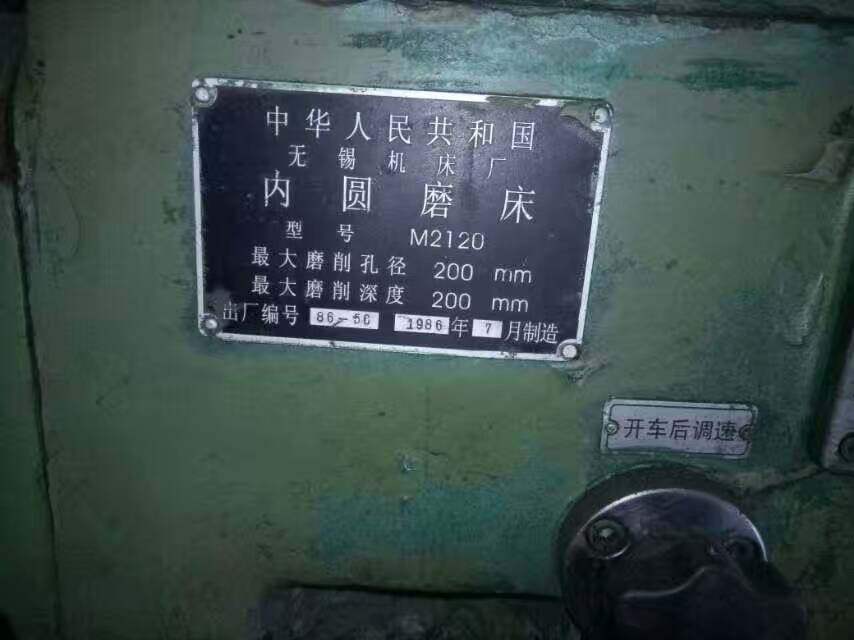 中华人民共和国
无锡机床厂
内圆磨床
型号 M2120
最大磨削孔径 200 mm
最大磨削深度 200 mm
出厂编号 86-56 1986年7月制造
开车后调速